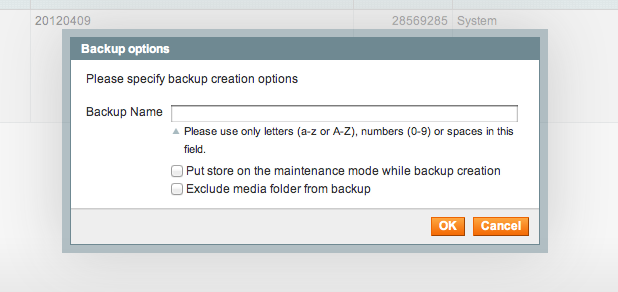 20120409 28569285 System
Backup options
Please specify backup creation options
Backup Name
Please use only letters (a-z or A-Z), numbers (0-9) or spaces in this
field.
Put store on the maintenance mode while backup creation
Exclude media folder from backup
OK Cancel